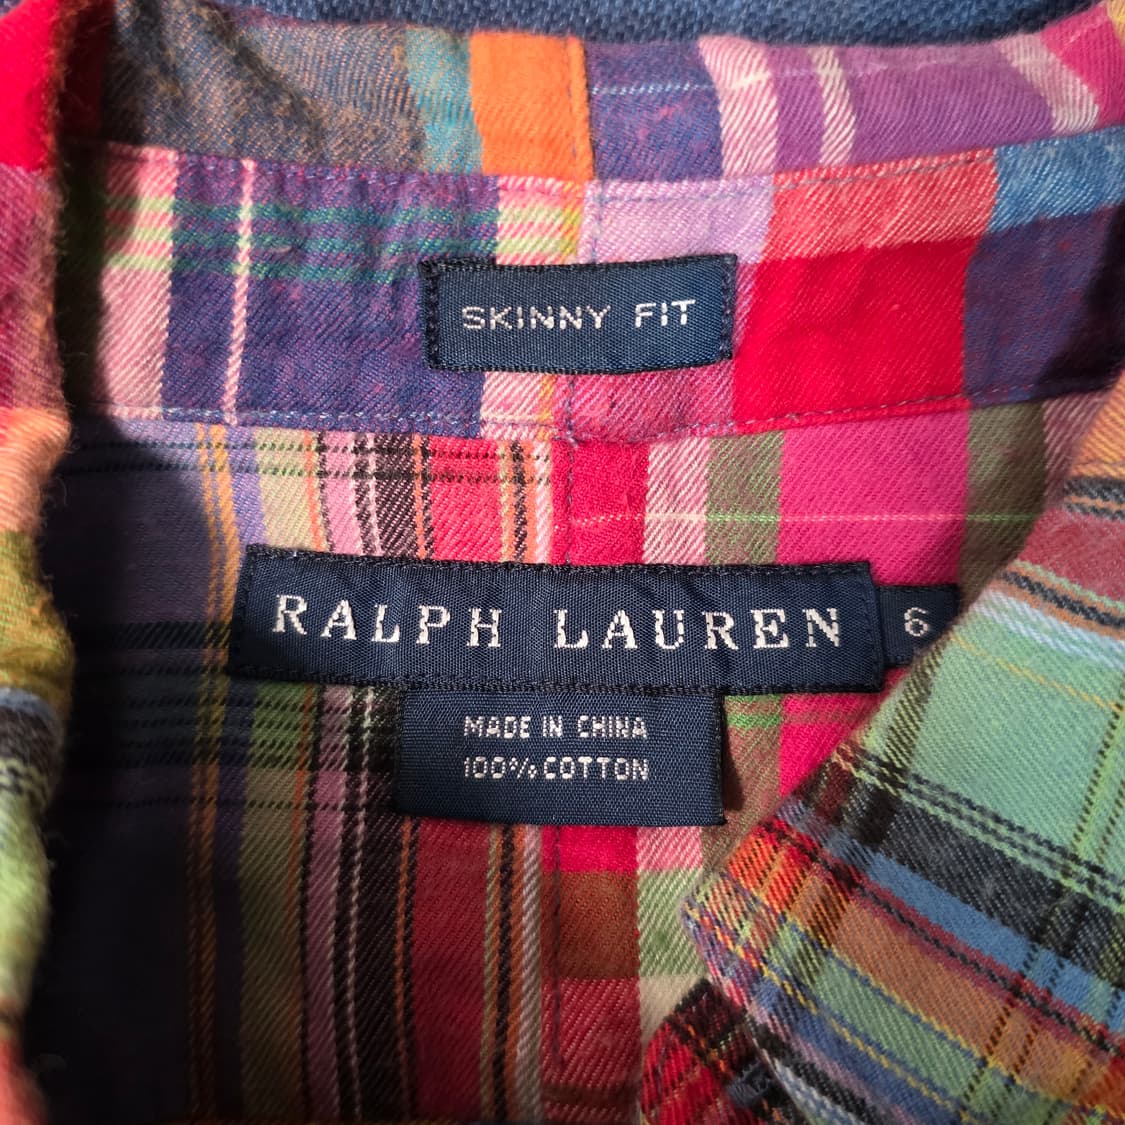 SKINNY FIT
RALPH LAUREN
6
MADE IN CHINA
100% COTTON